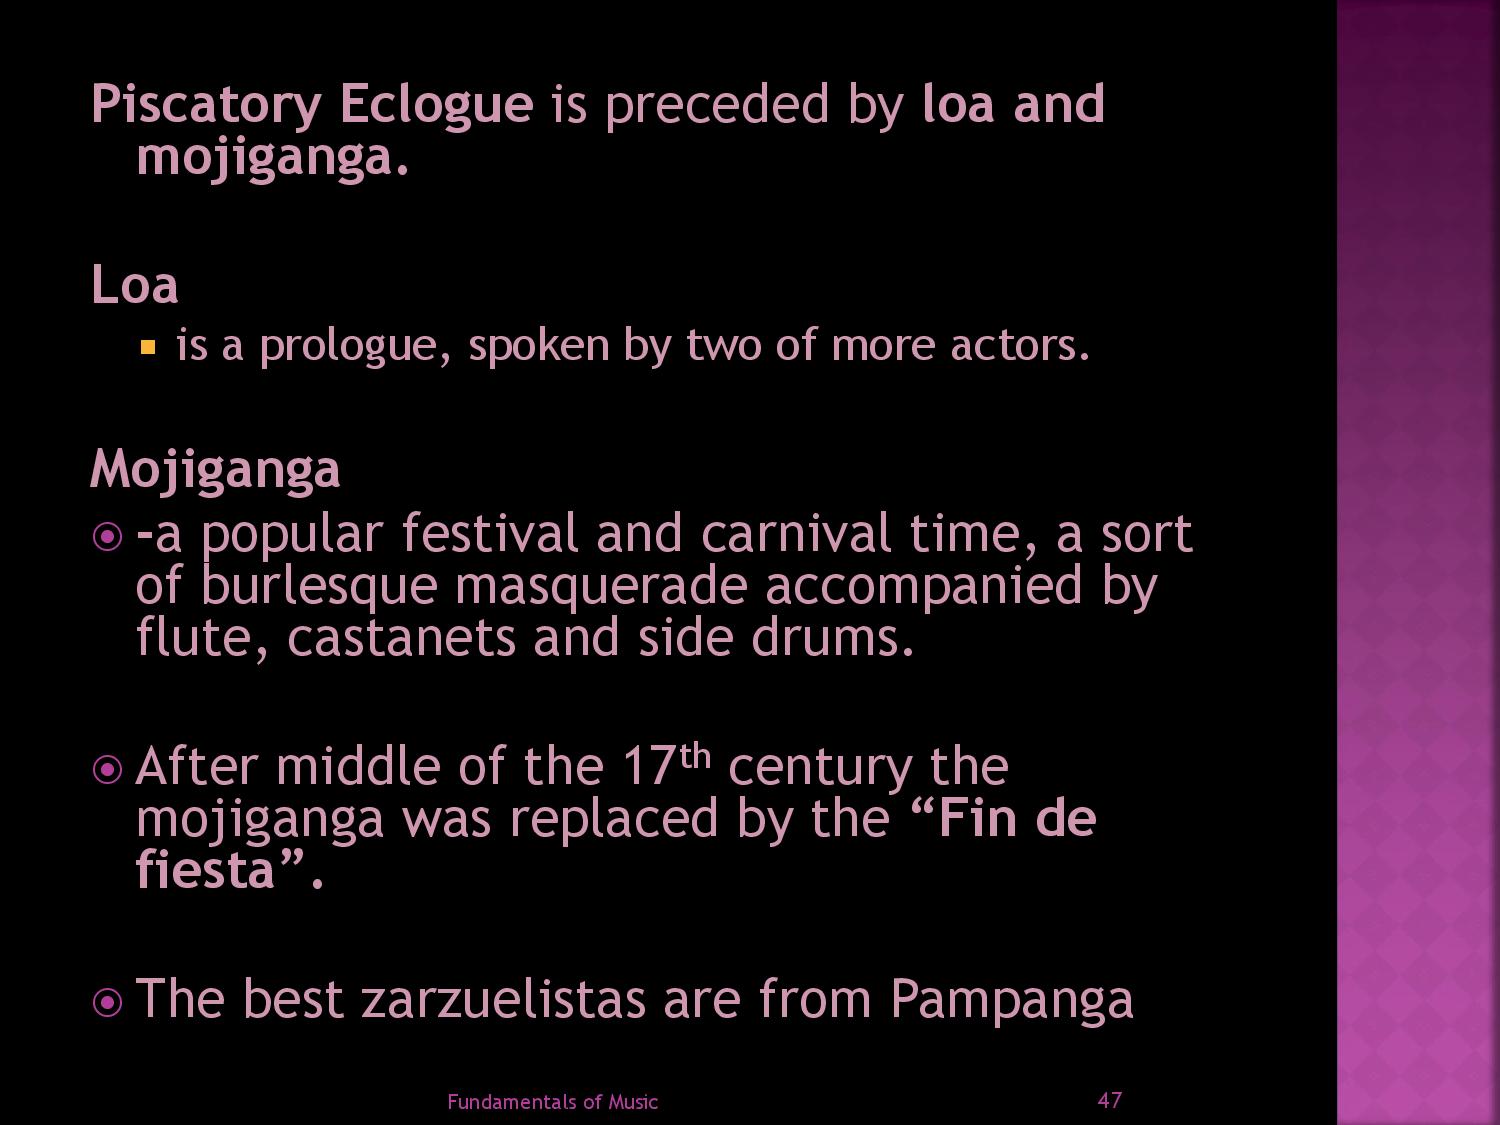 Piscatory Eclogue is preceded by loa and
mojiganga.
Loa
is a prologue, spoken by two of more actors.
Mojiganga
-a popular festival and carnival time, a sort
of burlesque masquerade accompanied by
flute, castanets and side drums.
After middle of the 17th century the
mojiganga was replaced by the “Fin de
fiesta”.
The best zarzuelistas are from Pampanga
Fundamentals of Music
47